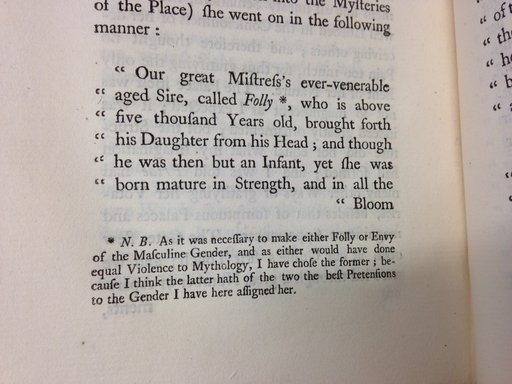 into the Myſteries
of the Place) ſhe went on in the following
manner :
“ Our great Miſtreſs's ever-venerable
“ aged Sire, called Folly *, who is above
“ five thouſand Years old, brought forth
“ his Daughter from his Head ; and though
“ he was then but an Infant, yet ſhe was
“ born mature in Strength, and in all the
“ Bloom
* N. B. As it was neceſſary to make either Folly or Envy
of the Maſculine Gender, and as either would have done
equal Violence to Mythology, I have choſe the former ; be-
cauſe I think the latter hath of the two the beſt Pretenſions
to the Gender I have here aſſigned her.